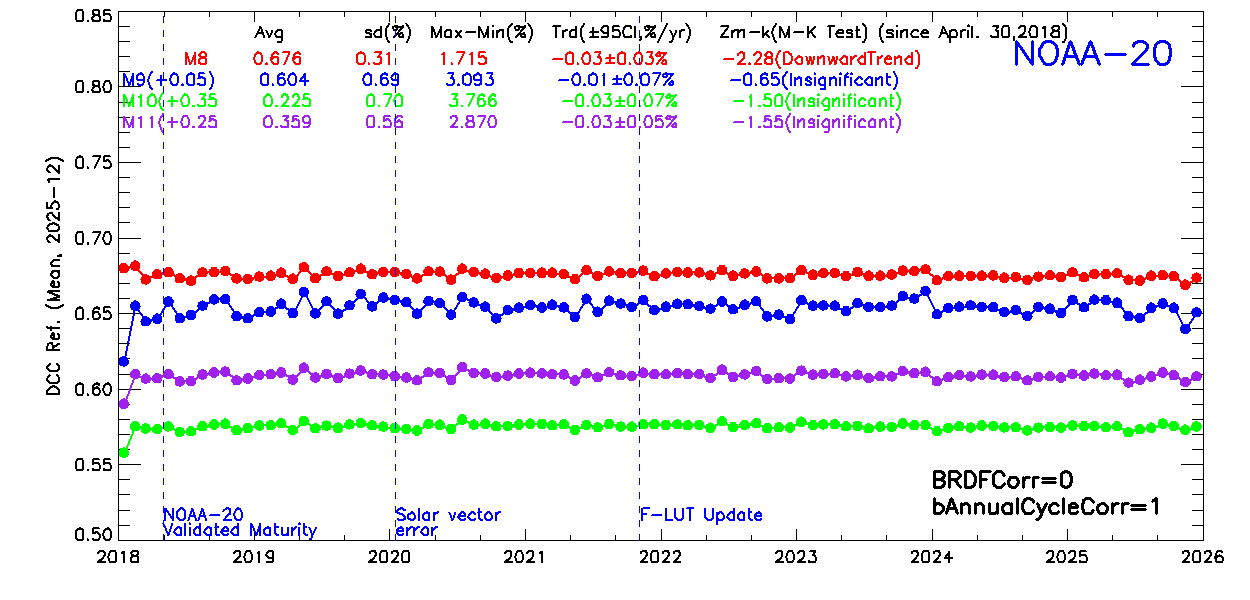 0.85
Avg sd(%) Max-Min(%) Trd(±95CI,%/yr) Zm-k(M-K Test) (since April. 30,2018)
NOAA-20
M8 0.676 0.31 1.715 -0.03±0.03% -2.28(DownwardTrend)
M9(+0.05) 0.604 0.69 3.093 -0.01±0.07% -0.65(Insignificant)
0.80
M10(+0.35 0.225 0.70 3.766 -0.03±0.07% -1.50(Insignificant)
M11(+0.25 0.359 0.56 2.870 -0.03±0.05% -1.55(Insignificant)
0.75
0.70
0.65
0.60
0.55
0.50
DCC Ref. (Mean, 2025-12)
BRDFCorr=0
bAnnualCycleCorr=1
NOAA-20
Validated Maturity
Solar vector
error
F-LUT Update
2018 2019 2020 2021 2022 2023 2024 2025 2026